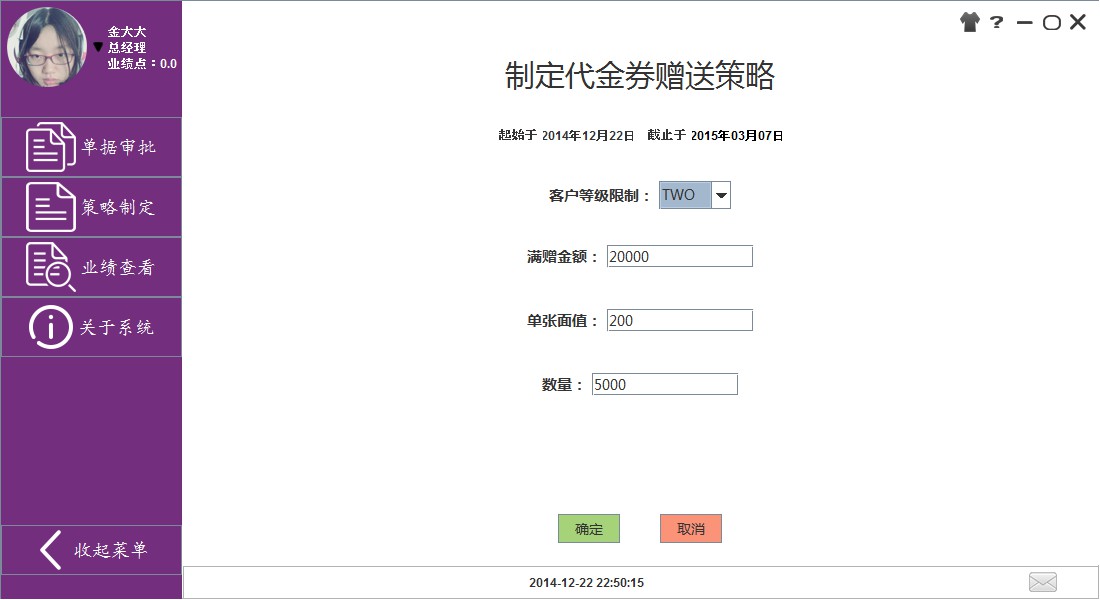 金大大
总经理
业绩点：0.0
单据审批
策略制定
业绩查看
关于系统
收起菜单
?
制定代金券赠送策略
起始于 2014年12月22日 截止于 2015年03月07日
客户等级限制： TWO
满赠金额： 20000
单张面值： 200
数量： 5000
确定 取消
2014-12-22 22:50:15